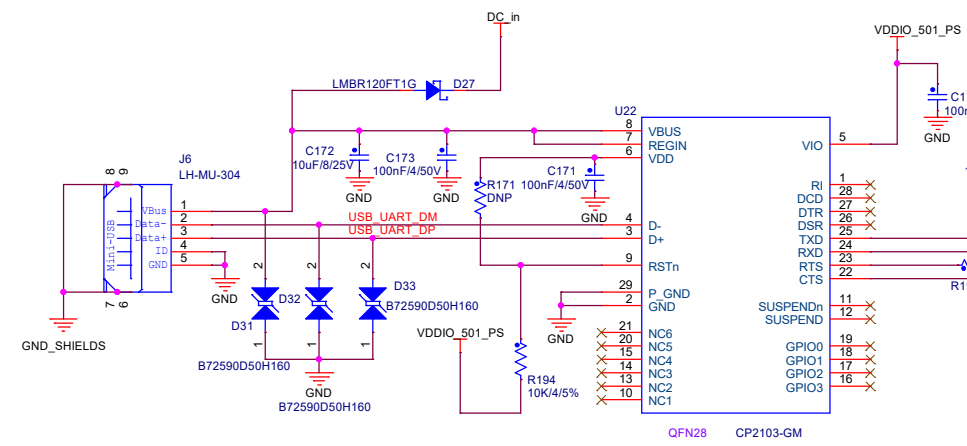 DC_in
VDDIO_501_PS
LMBR120FT1G
D27
C17
100n
GND
U22
8
VBUS
7
REGIN
6
VDD
5
VIO
C172
10uF/8/25V
C173
100nF/4/50V
C171
100nF/4/50V
R171
DNP
GND
GND
GND
J6
LH-MU-304
8
9
VBus
1
Data-
2
Data+
3
ID
4
GND
5
Mini-USB
7
6
GND
GND_SHIELDS
USB_UART_DM
USB_UART_DP
4
D-
3
D+
9
RSTn
29
P_GND
2
GND
GND
21
NC6
20
NC5
15
NC4
14
NC3
13
NC2
10
NC1
RI
1
DCD
28
DTR
27
DSR
26
TXD
25
RXD
24
RTS
23
CTS
22
SUSPENDn
11
SUSPEND
12
GPIO0
19
GPIO1
18
GPIO2
17
GPIO3
16
R19
2
2
2
D32
D33
B72590D50H160
D31
1
1
1
B72590D50H160
GND
B72590D50H160
VDDIO_501_PS
R194
10K/4/5%
QFN28
CP2103-GM